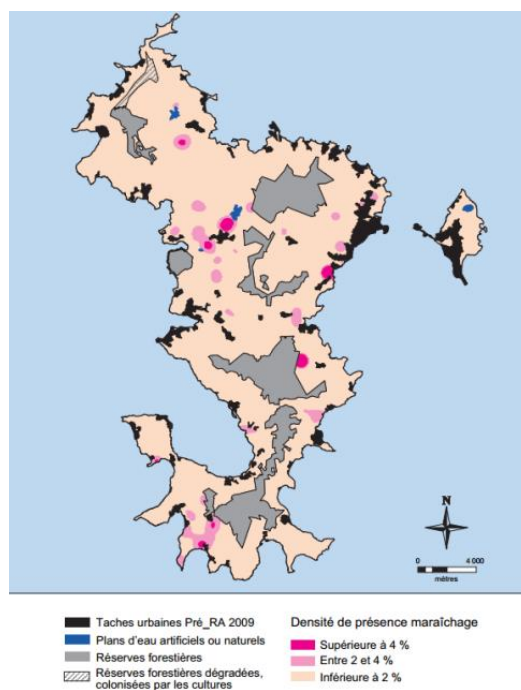 N
0
4 000
mètres
Taches urbaines Pré_RA 2009
Plans d'eau artificiels ou naturels
Réserves forestières
Réserves forestières dégradées,
colonisées par les cultures
Densité de présence maraîchage
Supérieure à 4 %
Entre 2 et 4 %
Inférieure à 2 %